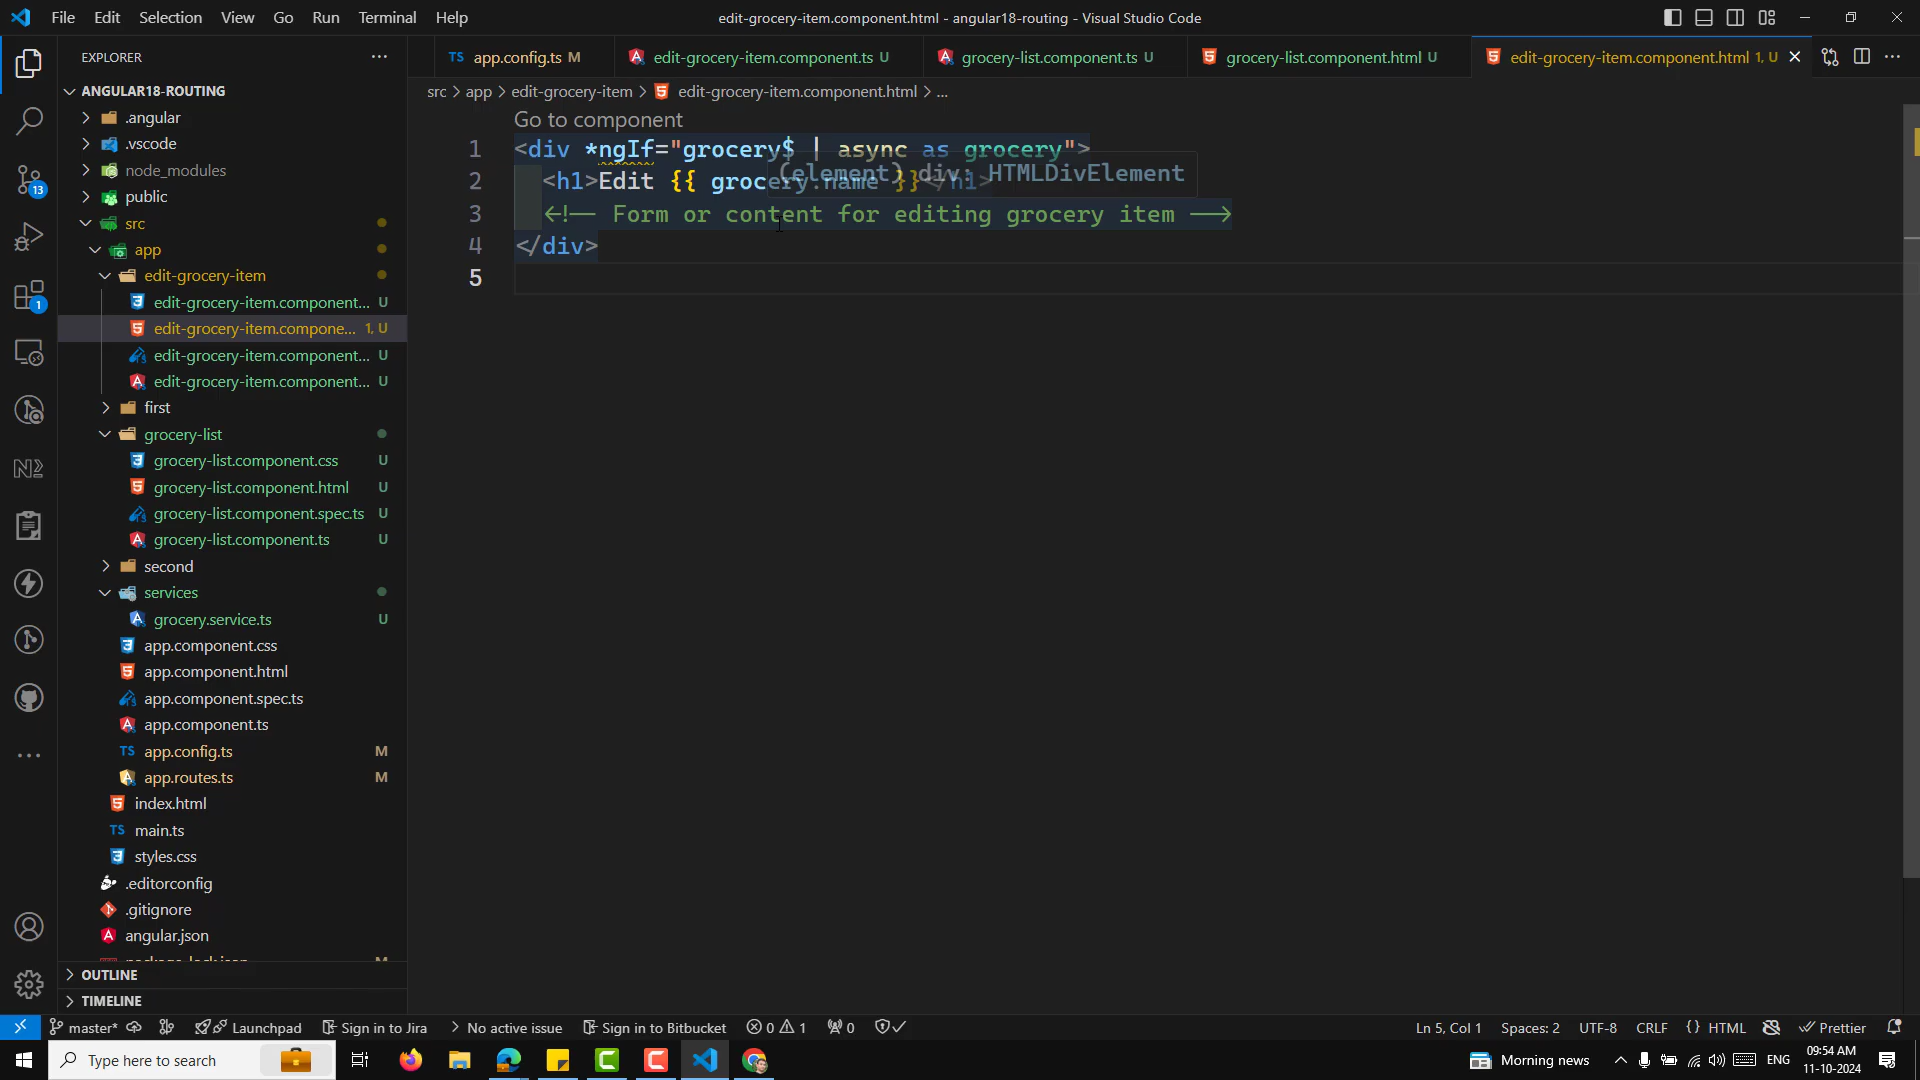 File Edit Selection View Go Run Terminal Help
edit-grocery-item.component.html - angular18-routing - Visual Studio Code
EXPLORER
ANGULAR18-ROUTING
.angular
.vscode
node_modules
public
src
app
edit-grocery-item
edit-grocery-item.component... U
edit-grocery-item.compone... 1, U
edit-grocery-item.component... U
edit-grocery-item.component... U
first
grocery-list
grocery-list.component.css U
grocery-list.component.html U
grocery-list.component.spec.ts U
grocery-list.component.ts U
second
services
grocery.service.ts U
app.component.css
app.component.html
app.component.spec.ts
app.component.ts
app.config.ts M
app.routes.ts M
index.html
main.ts
styles.css
.editorconfig
.gitignore
angular.json
package-lock.json M
OUTLINE
TIMELINE
13
1
TS app.config.ts M
edit-grocery-item.component.ts U
grocery-list.component.ts U
grocery-list.component.html U
edit-grocery-item.component.html 1, U
src > app > edit-grocery-item > edit-grocery-item.component.html > ...
Go to component
1 <div *ngIf="grocery$ | async as grocery">
2 <h1>Edit {{ grocery.name }}</h1>
(element) div: HTMLDivElement
3 <!-- Form or content for editing grocery item -->
4 </div>
5
master* Launchpad Sign in to Jira No active issue Sign in to Bitbucket 0 1 0
Ln 5, Col 1 Spaces: 2 UTF-8 CRLF {} HTML Prettier
Type here to search
Morning news ENG
09:54 AM
11-10-2024